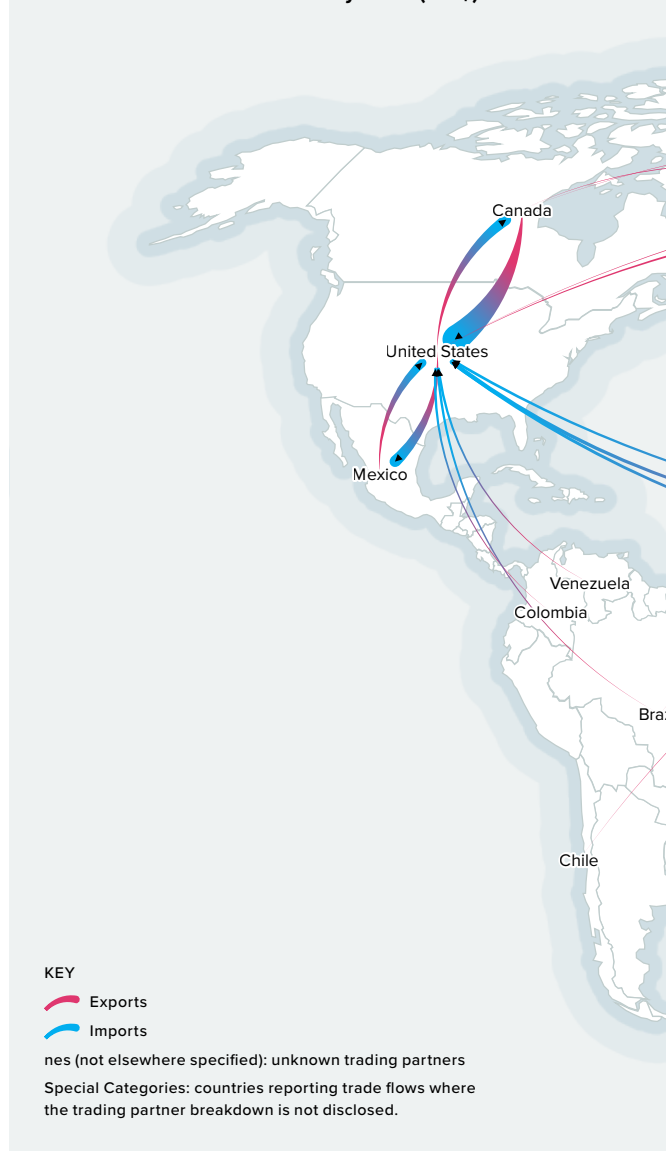 Canada
United States
Mexico
Venezuela
Colombia
Chile
KEY
Exports
Imports
nes (not elsewhere specified): unknown trading partners
Special Categories: countries reporting trade flows where
the trading partner breakdown is not disclosed.